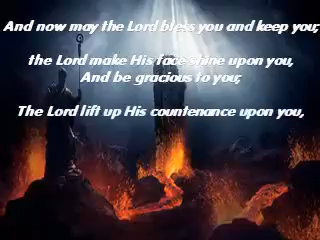 And now may the Lord bless you and keep you;
the Lord make His face shine upon you,
And be gracious to you;
The Lord lift up His countenance upon you,